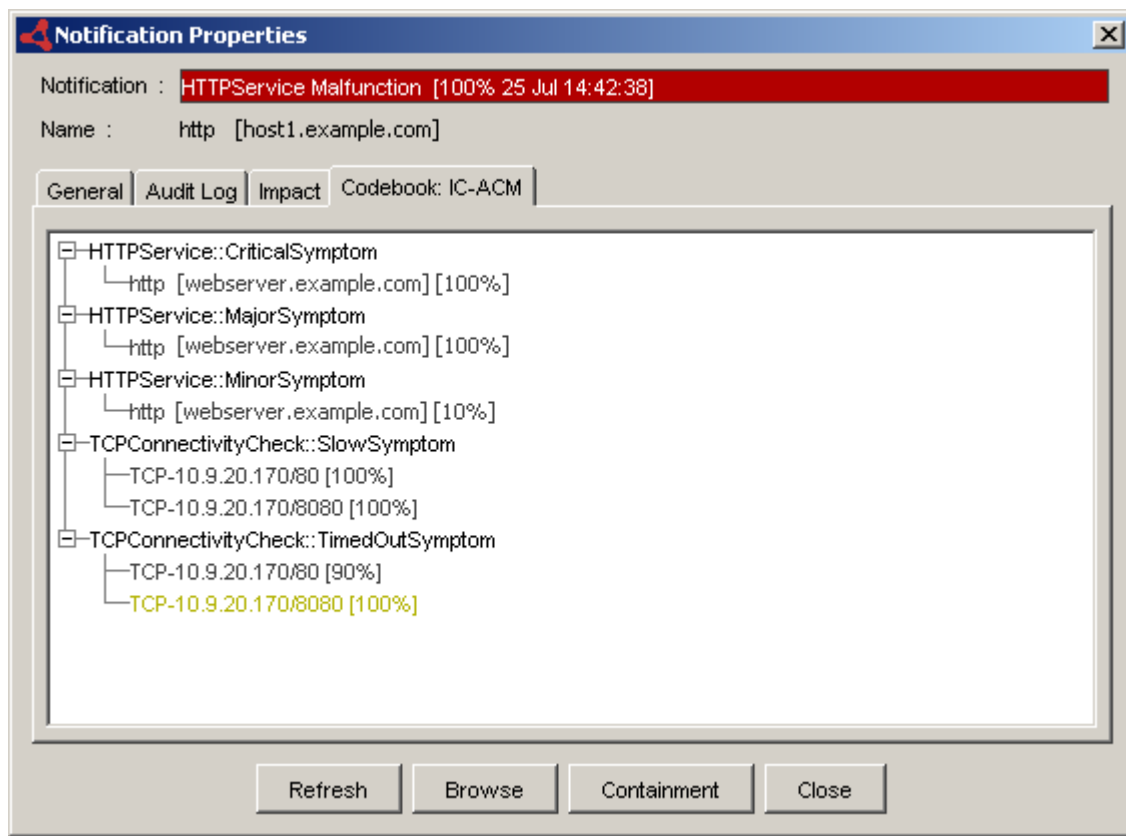 Notification Properties
Notification : HTTPService Malfunction [100% 25 Jul 14:42:38]
Name : http [host1.example.com]
General Audit Log Impact Codebook: IC-ACM
HTTPService::CriticalSymptom
http [webserver.example.com] [100%]
HTTPService::MajorSymptom
http [webserver.example.com] [100%]
HTTPService::MinorSymptom
http [webserver.example.com] [10%]
TCPConnectivityCheck::SlowSymptom
TCP-10.9.20.170/80 [100%]
TCP-10.9.20.170/8080 [100%]
TCPConnectivityCheck::TimedOutSymptom
TCP-10.9.20.170/80 [90%]
TCP-10.9.20.170/8080 [100%]
Refresh Browse Containment Close